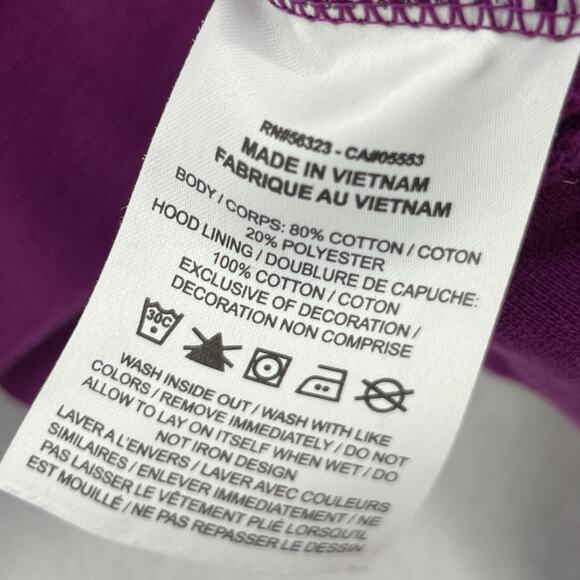 RN#56323 - CA#05553
MADE IN VIETNAM
FABRIQUE AU VIETNAM
BODY / CORPS: 80% COTTON / COTON
20% POLYESTER
HOOD LINING / DOUBLURE DE CAPUCHE:
100% COTTON / COTON
EXCLUSIVE OF DECORATION /
DECORATION NON COMPRISE
30C
WASH INSIDE OUT / WASH WITH LIKE
COLORS / REMOVE IMMEDIATELY / DO NOT
ALLOW TO LAY ON ITSELF WHEN WET / DO
NOT IRON DESIGN
LAVER A L'ENVERS / LAVER AVEC COULEURS
SIMILAIRES / ENLEVER IMMEDIATEMENT / NE
PAS LAISSER LE VÊTEMENT PLIÉ LORSQU'IL
EST MOUILLÉ / NE PAS REPASSER LE DESSIN